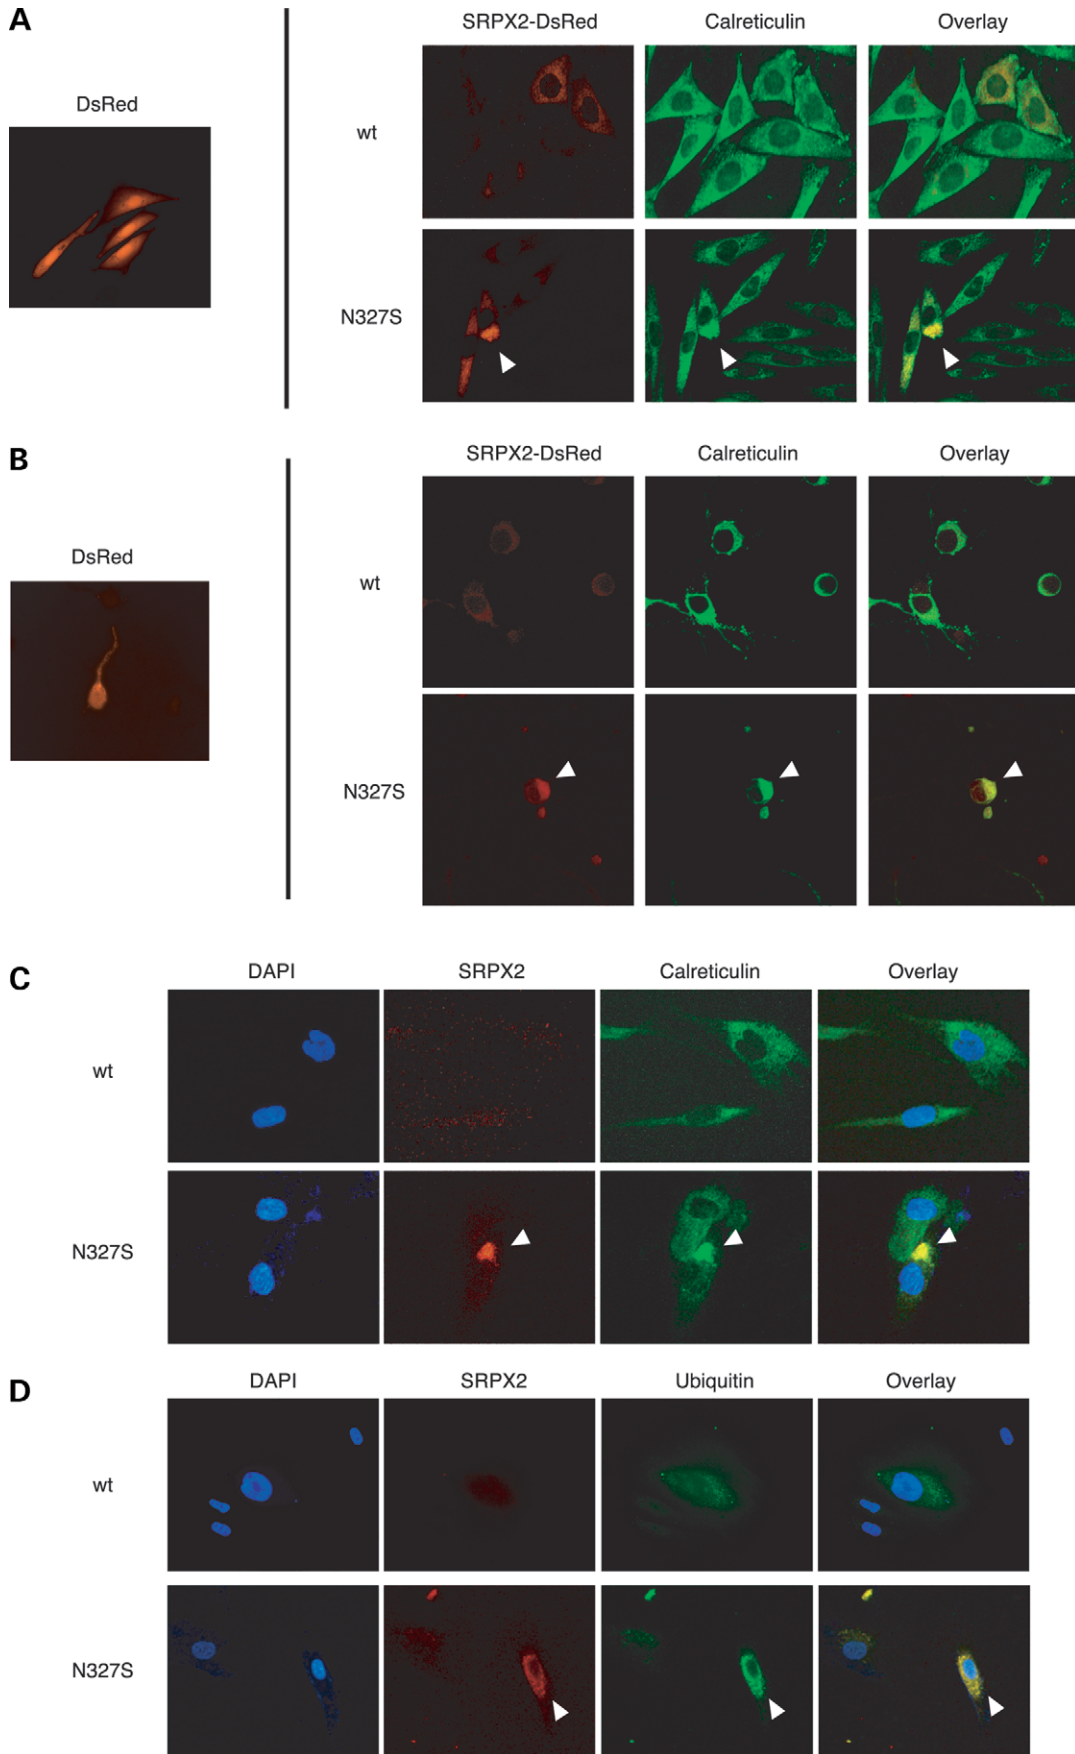 A
SRPX2-DsRed Calreticulin Overlay
DsRed
wt
N327S
B
SRPX2-DsRed Calreticulin Overlay
DsRed
wt
N327S
C
DAPI SRPX2 Calreticulin Overlay
wt
N327S
D
DAPI SRPX2 Ubiquitin Overlay
wt
N327S